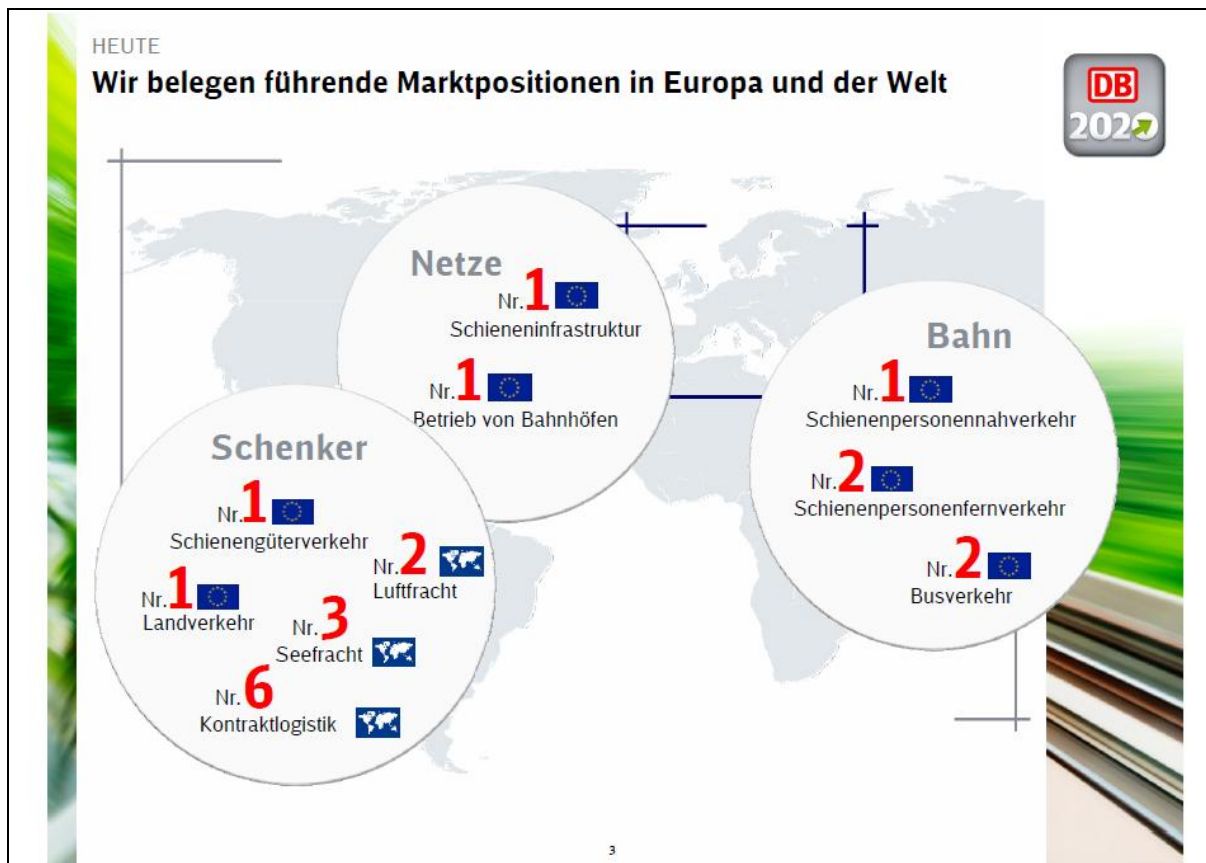 HEUTE
Wir belegen führende Marktpositionen in Europa und der Welt
DB
2020
Netze
Nr. 1
Schieneninfrastruktur
Nr. 1
Betrieb von Bahnhöfen
Bahn
Nr. 1
Schienenpersonennahverkehr
Nr. 2
Schienenpersonenfernverkehr
Nr. 2
Busverkehr
Schenker
Nr. 1
Schienengüterverkehr
Nr. 2
Luftfracht
Nr. 1
Landverkehr
Nr. 3
Seefracht
Nr. 6
Kontraktlogistik
3